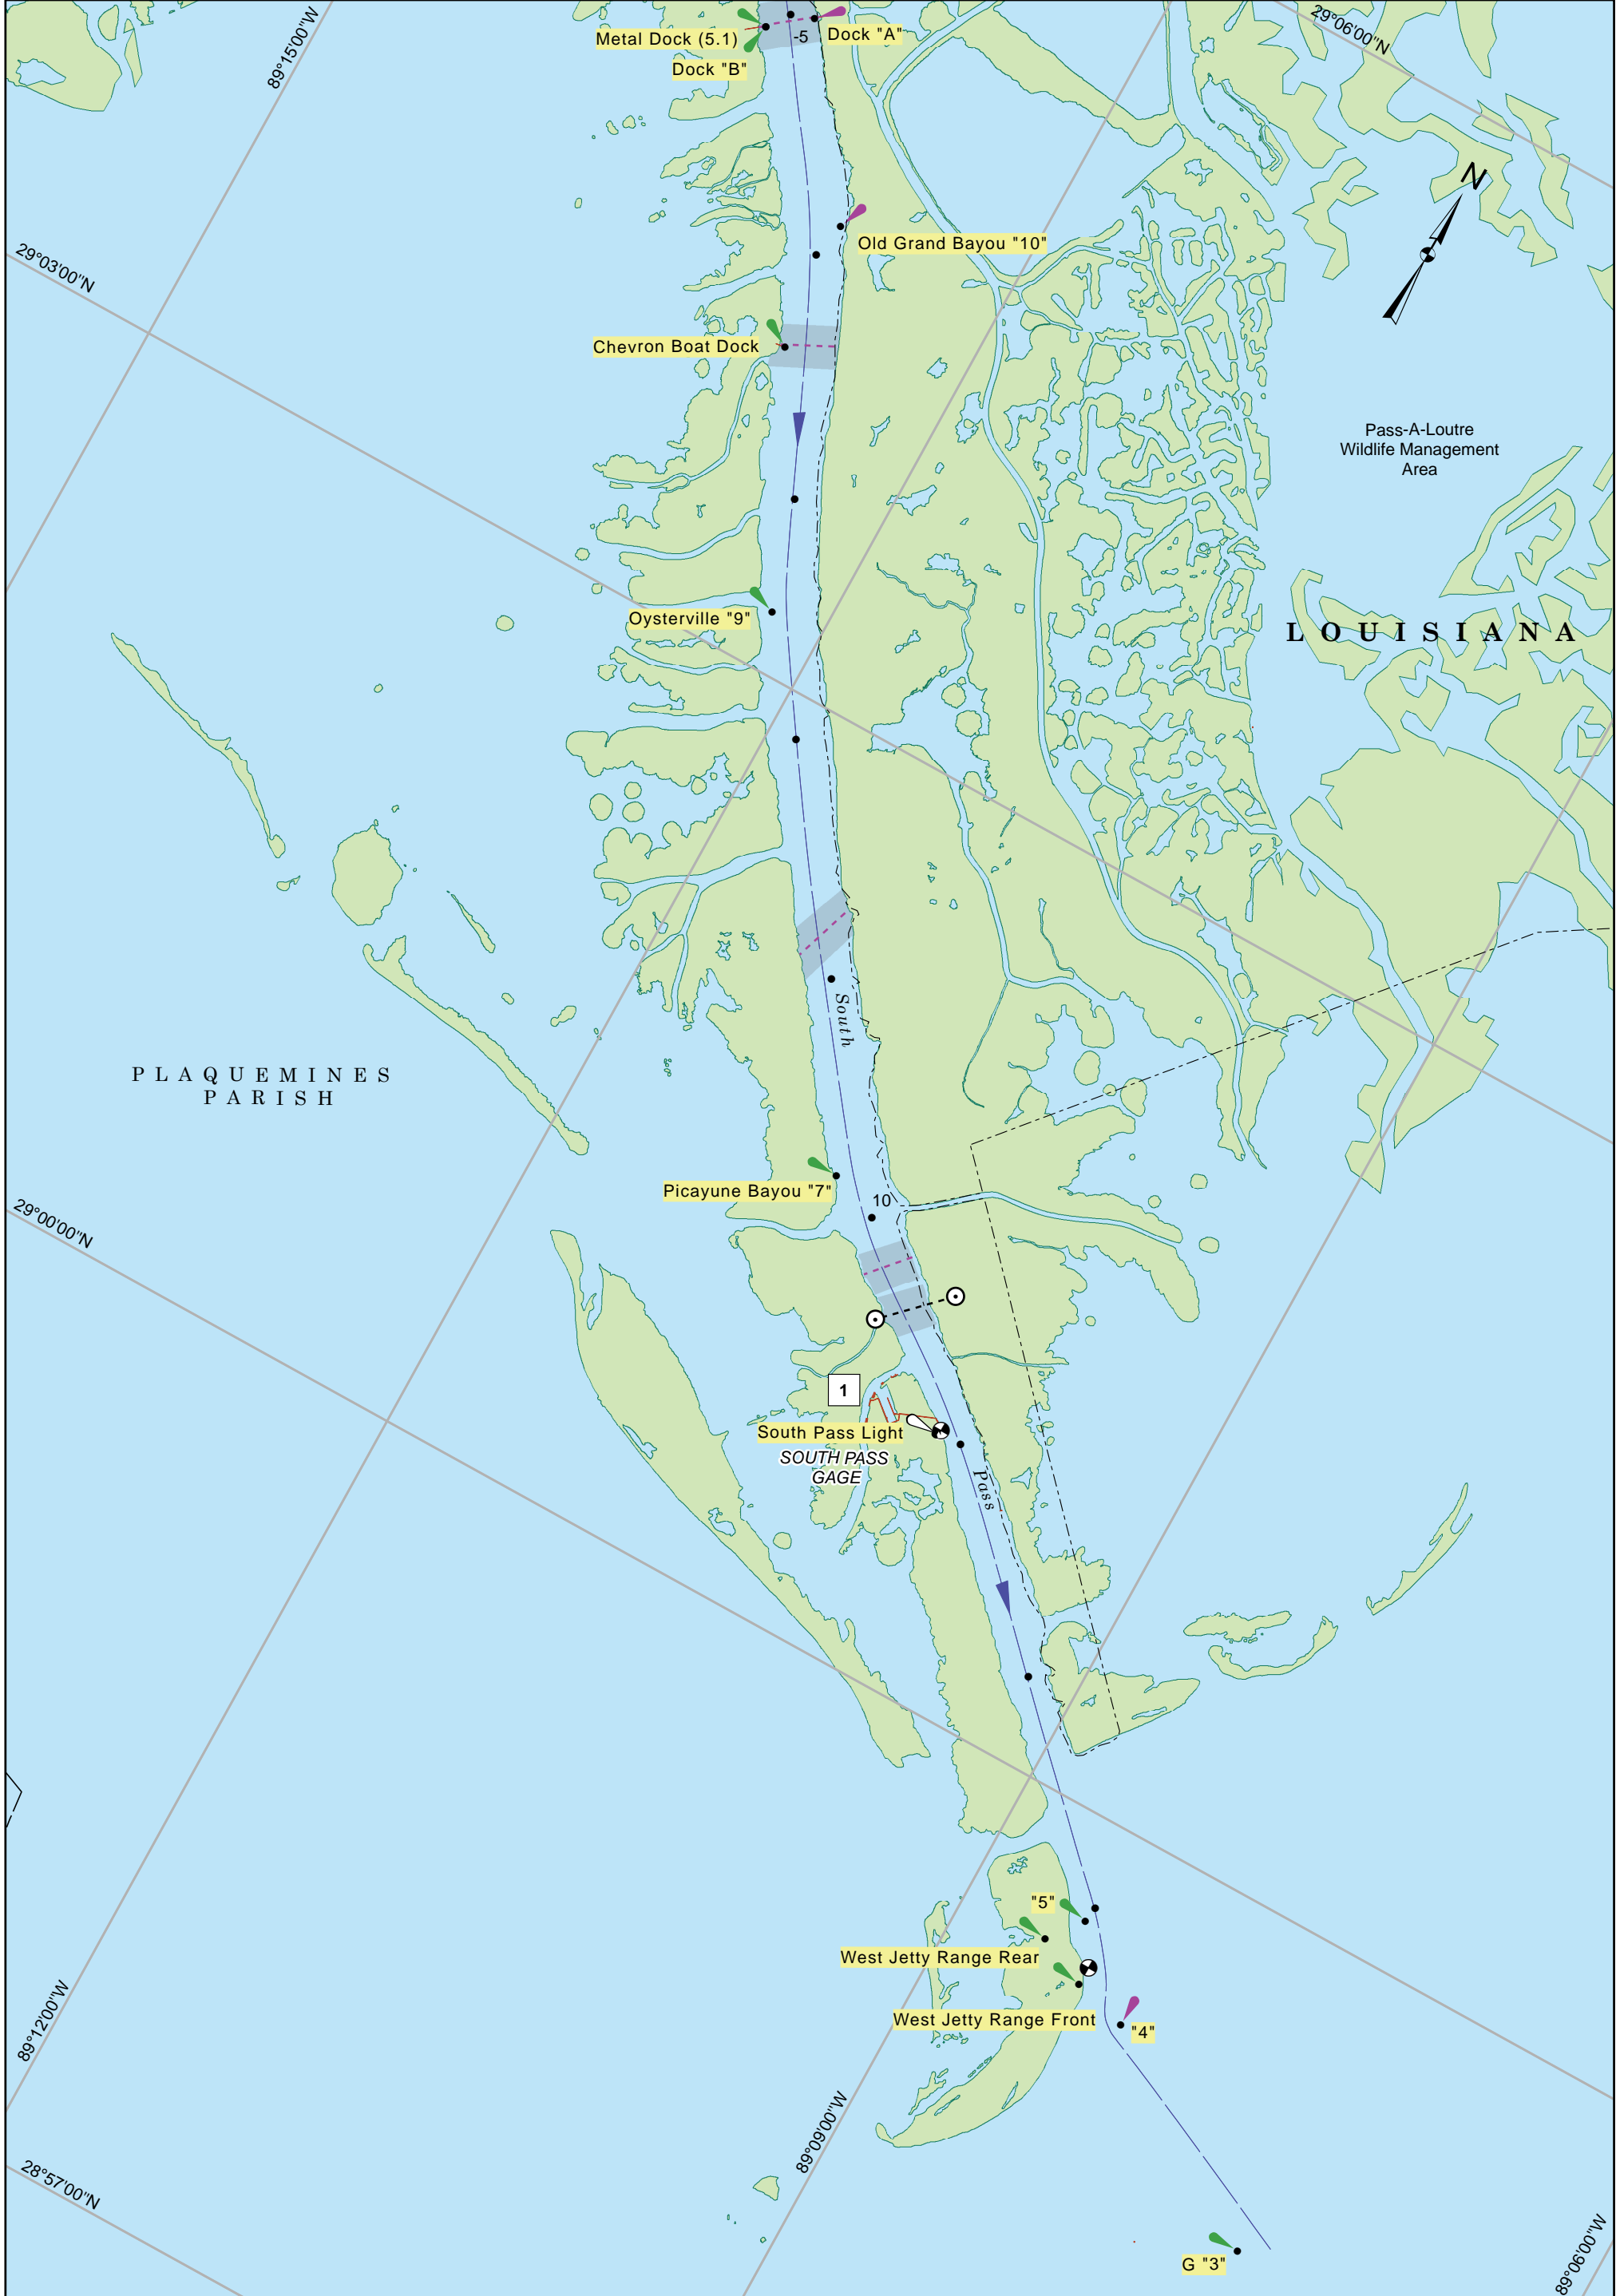 29°06'00"N
89°15'00"W
Metal Dock (5.1)
-5
Dock "A"
Dock "B"
N
Old Grand Bayou "10"
29°03'00"N
Chevron Boat Dock
Pass-A-Loutre
Wildlife Management
Area
Oysterville "9"
LOUISIANA
South
PLAQUEMINES
PARISH
Picayune Bayou "7"
10
29°00'00"N
1
South Pass Light
SOUTH PASS
GAGE
Pass
"5"
West Jetty Range Rear
West Jetty Range Front
"4"
89°12'00"W
89°09'00"W
28°57'00"N
G "3"
89°06'00"W